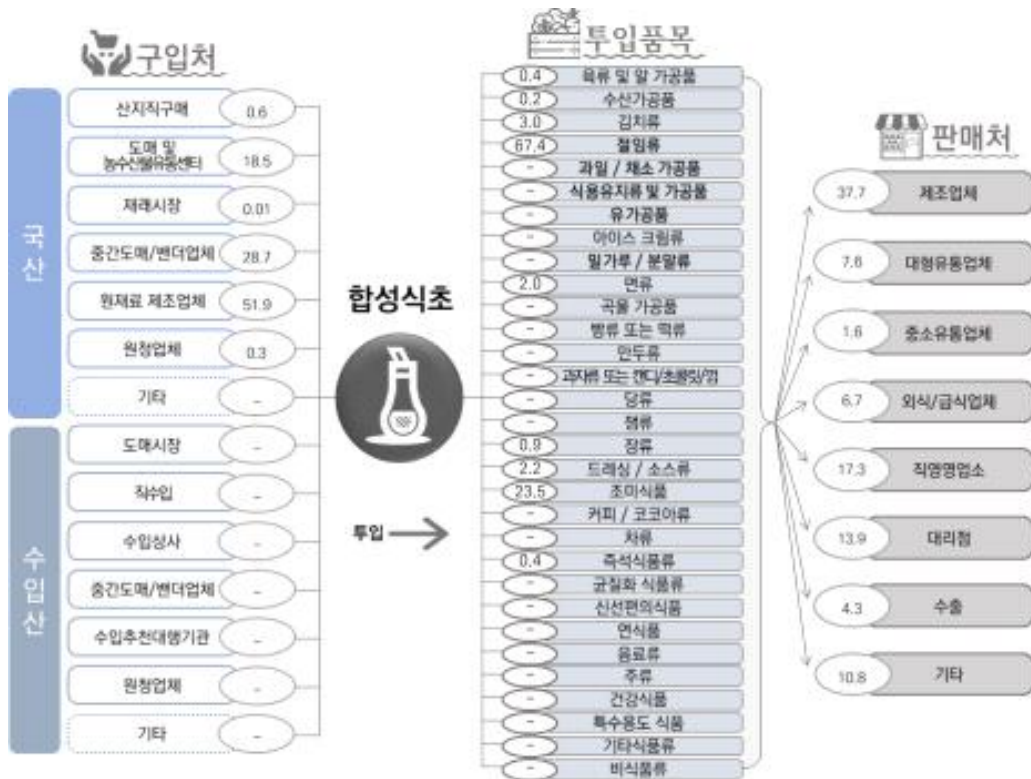 구입처
국산
산지직구매 0.6
도매 및
농수산물유통센터 18.5
재래시장 0.01
중간도매/밴더업체 28.7
원재료 제조업체 51.9
원청업체 0.3
기타 -
수입산
도매시장 -
직수입 -
수입상사 -
중간도매/밴더업체 -
수입추천대행기관 -
원청업체 -
기타 -
합성식초
투입
투입품목
0.4 육류 및 알 가공품
0.2 수산가공품
3.0 김치류
67.4 절임류
- 과일 / 채소 가공품
- 식용유지류 및 가공품
- 유가공품
- 아이스 크림류
- 밀가루 / 분말류
2.0 면류
- 곡물 가공품
- 빵류 또는 떡류
- 만두류
- 과자류 또는 캔디/초콜릿/껌
- 당류
- 잼류
0.9 장류
2.2 드레싱 / 소스류
23.5 조미식품
- 커피 / 코코아류
- 차류
0.4 즉석식품류
- 균질화 식품류
- 신선편의식품
- 연식품
- 음료류
- 주류
- 건강식품
- 특수용도 식품
- 기타식품류
- 비식품류
판매처
37.7 제조업체
7.6 대형유통업체
1.6 중소유통업체
6.7 외식/급식업체
17.3 직영영업소
13.9 대리점
4.3 수출
10.8 기타